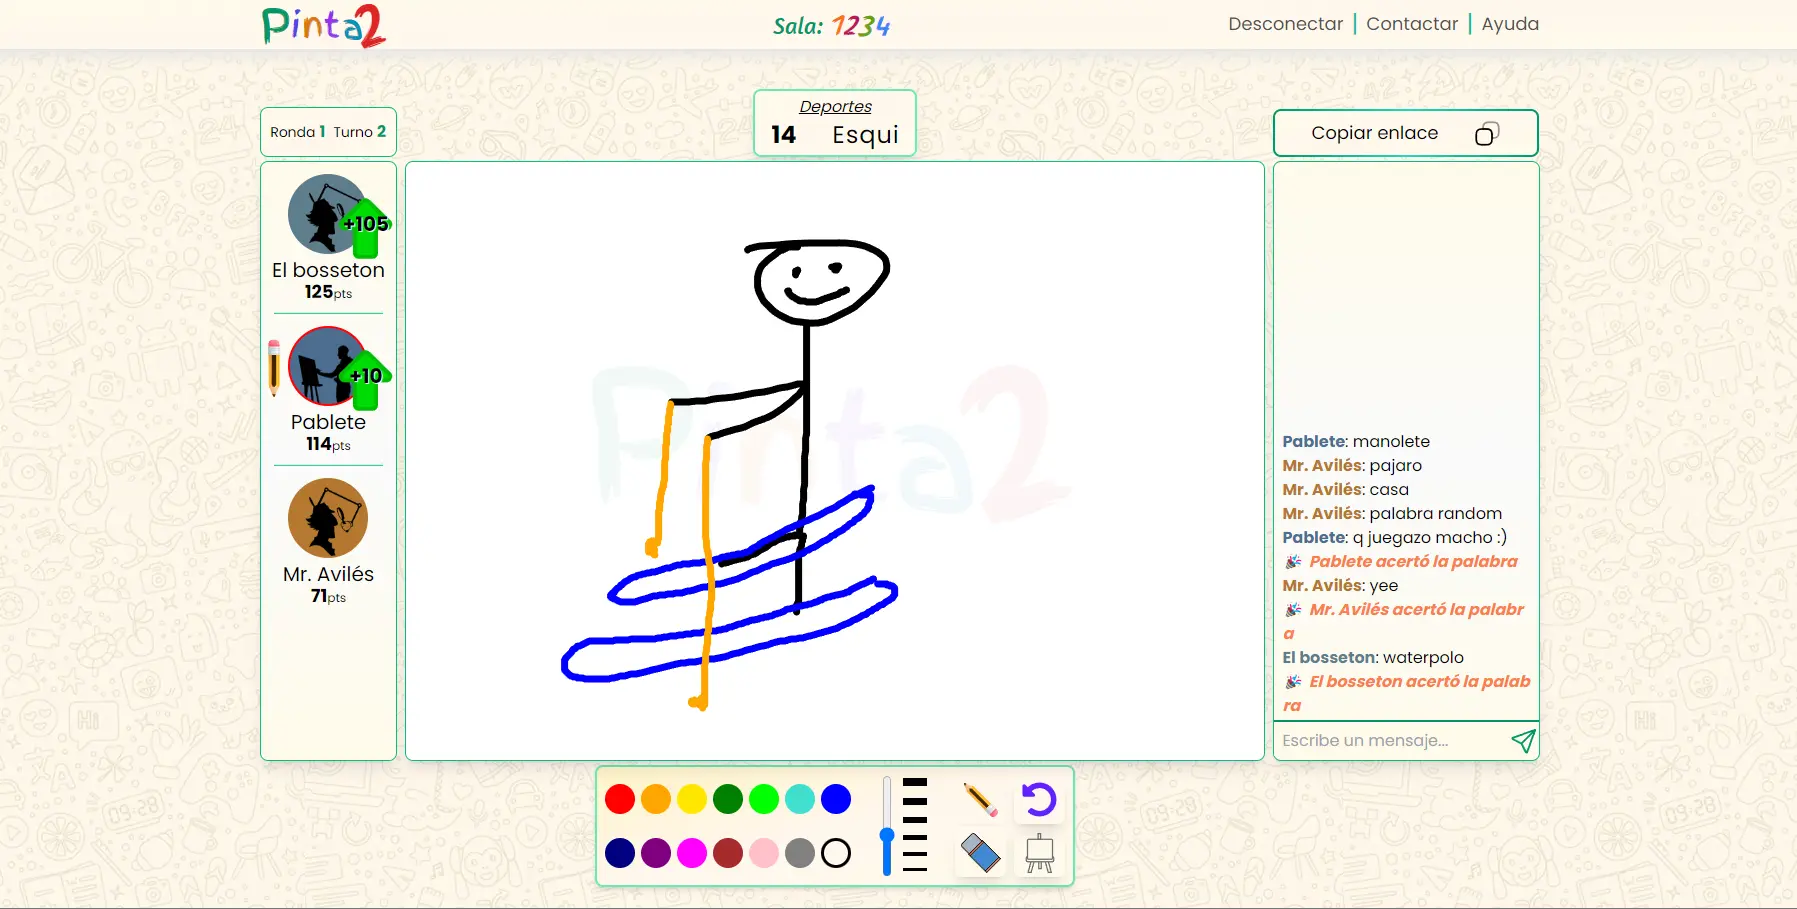 Pinta2
Sala: 1234
Desconectar | Contactar | Ayuda
Ronda 1 Turno 2
Deportes
14 Esqui
Copiar enlace
+105
El bosseton
125pts
+10
Pablete
114pts
Mr. Avilés
71pts
Pinta2
Pablete: manolete
Mr. Avilés: pajaro
Mr. Avilés: casa
Mr. Avilés: palabra random
Pablete: q juegazo macho :)
🎉 Pablete acertó la palabra
Mr. Avilés: yee
🎉 Mr. Avilés acertó la palabr
a
El bosseton: waterpolo
🎉 El bosseton acertó la palab
ra
Escribe un mensaje...